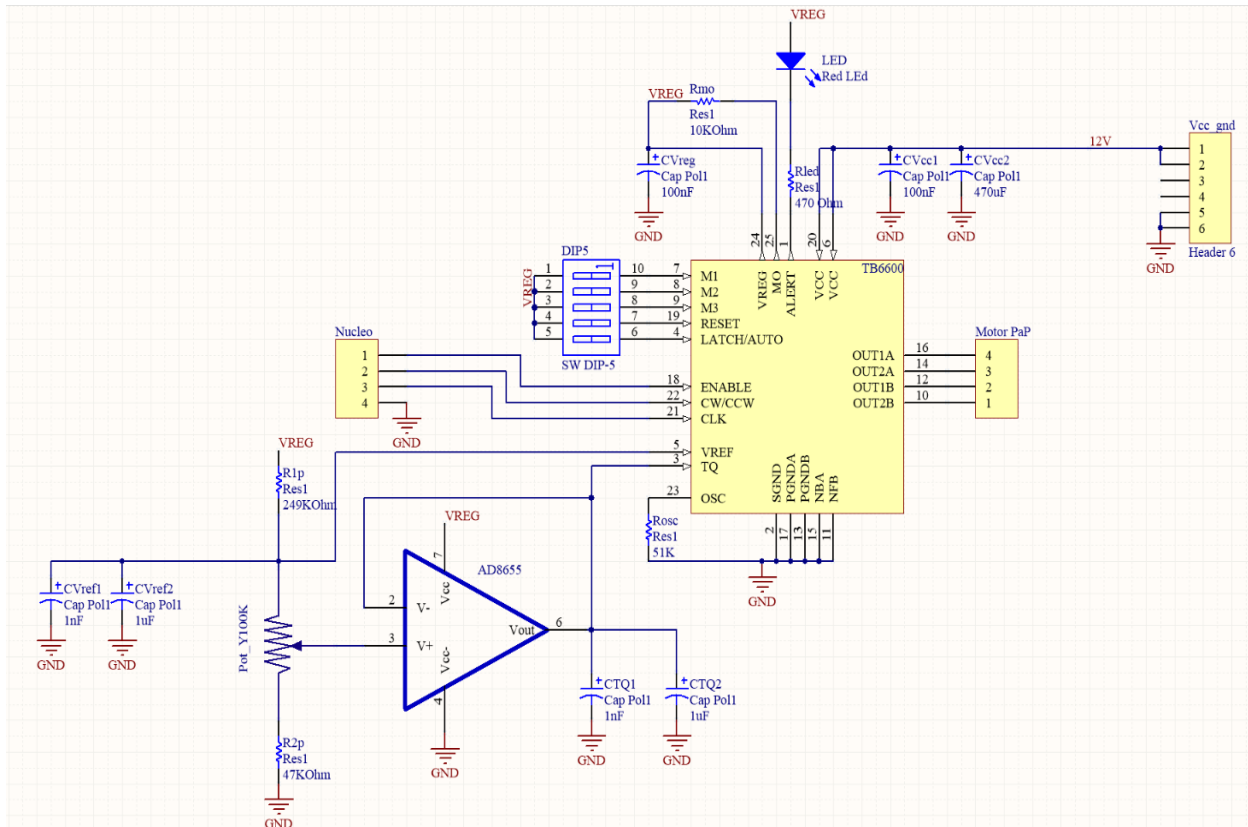 VREG
LED
Red LEd
VREG
Rmo
Res1
10KOhm
CVreg
Cap Pol1
100nF
GND
Rled
Res1
470 Ohm
12V
CVcc1
Cap Pol1
100nF
GND
CVcc2
Cap Pol1
470uF
GND
Vcc_gnd
1
2
3
4
5
6
Header 6
GND
24
25
1
20
6
TB6600
VREG
MO
ALERT
VCC
VCC
DIP5
VREG
1
1 10 7 M1
2 9 8 M2
3 8 9 M3
4 7 19 RESET
5 6 4 LATCH/AUTO
SW DIP-5
Nucleo
1
2
3
4
GND
18 ENABLE
22 CW/CCW
21 CLK
5 VREF
3 TQ
23 OSC
Motor PaP
OUT1A 16 4
OUT2A 14 3
OUT1B 12 2
OUT2B 10 1
SGND
PGNDA
PGNDB
NBA
NFB
2
17
13
15
11
GND
Rosc
Res1
51K
VREG
R1p
Res1
249KOhm
CVref1
Cap Pol1
1nF
GND
CVref2
Cap Pol1
1uF
GND
Pot_Y100K
R2p
Res1
47KOhm
GND
VREG
7
AD8655
Vcc
2 V-
3 V+
Vout 6
Vcc-
4
GND
CTQ1
Cap Pol1
1nF
GND
CTQ2
Cap Pol1
1uF
GND